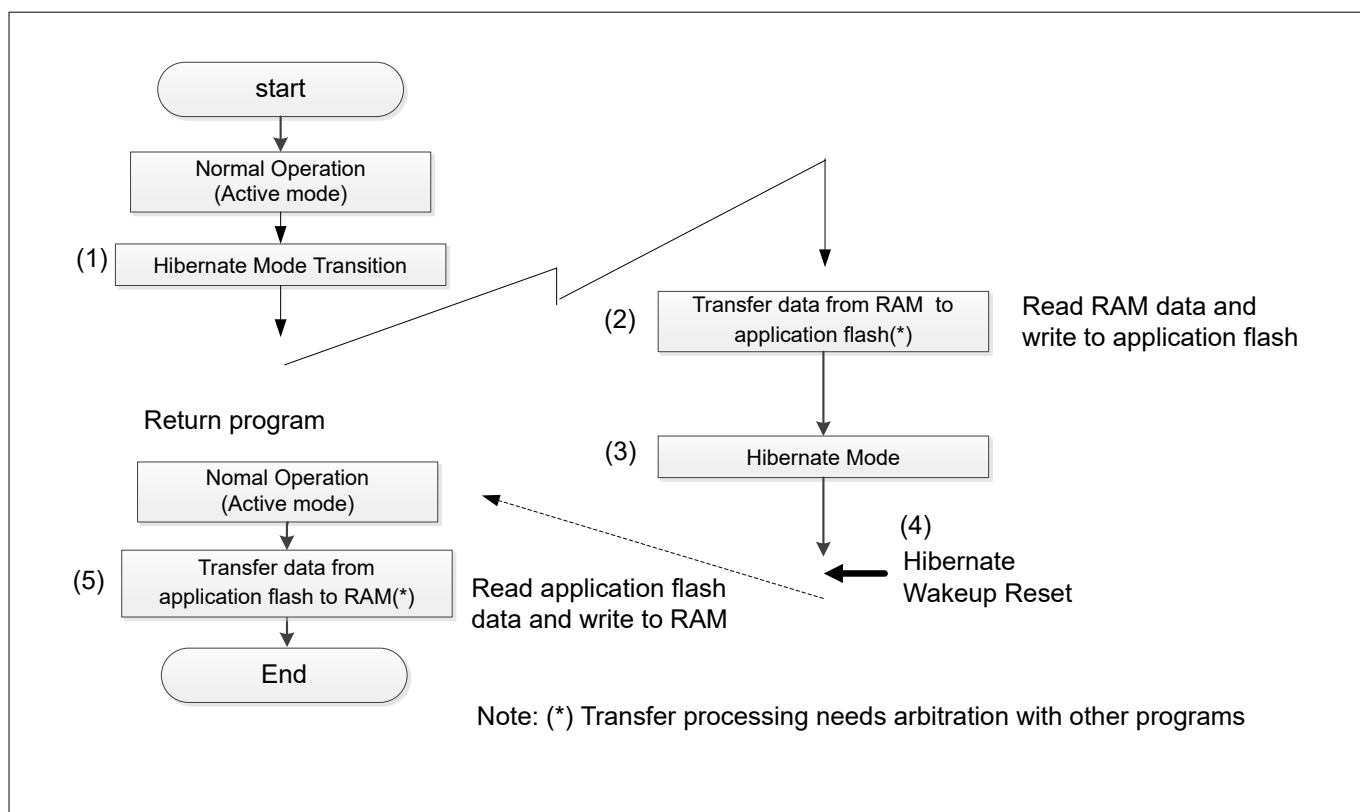 start
Normal Operation
(Active mode)
(1)
Hibernate Mode Transition
(2)
Transfer data from RAM to
application flash(*)
Read RAM data and
write to application flash
(3)
Hibernate Mode
(4)
Hibernate
Wakeup Reset
Return program
Nomal Operation
(Active mode)
(5)
Transfer data from
application flash to RAM(*)
Read application flash
data and write to RAM
End
Note: (*) Transfer processing needs arbitration with other programs